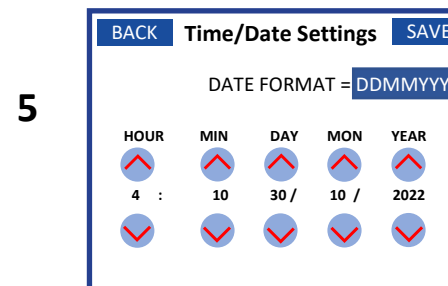 BACK Time/Date Settings SAVE
DATE FORMAT = DDMMYYY
5
HOUR MIN DAY MON YEAR
4 : 10 30 / 10 / 2022